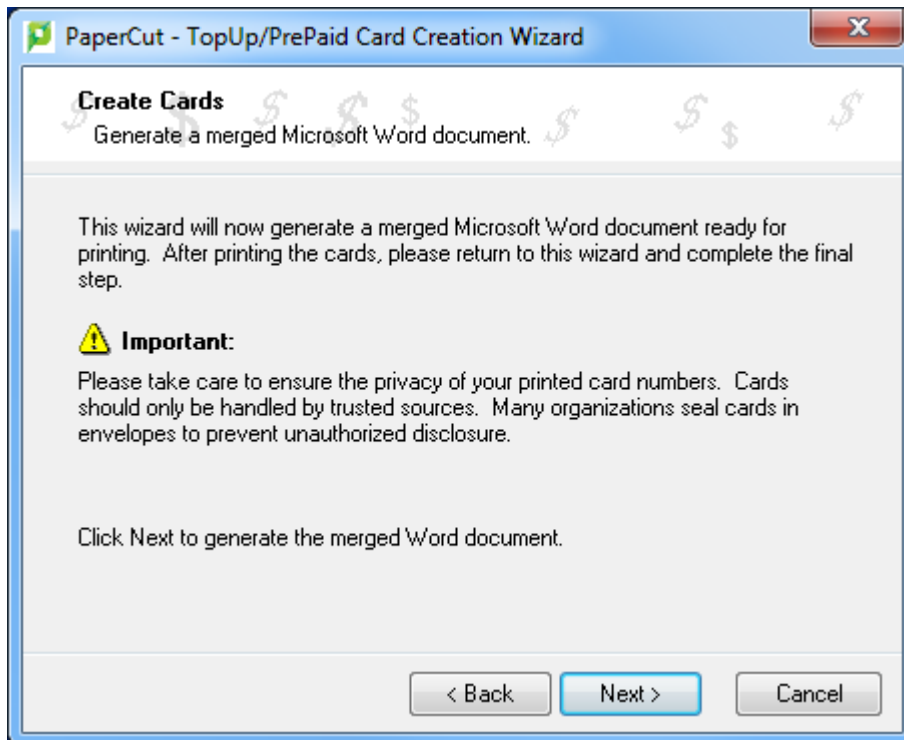 PaperCut - TopUp/PrePaid Card Creation Wizard
Create Cards
Generate a merged Microsoft Word document.
This wizard will now generate a merged Microsoft Word document ready for
printing.  After printing the cards, please return to this wizard and complete the final
step.
Important:
Please take care to ensure the privacy of your printed card numbers.  Cards
should only be handled by trusted sources.  Many organizations seal cards in
envelopes to prevent unauthorized disclosure.
Click Next to generate the merged Word document.
< Back Next > Cancel